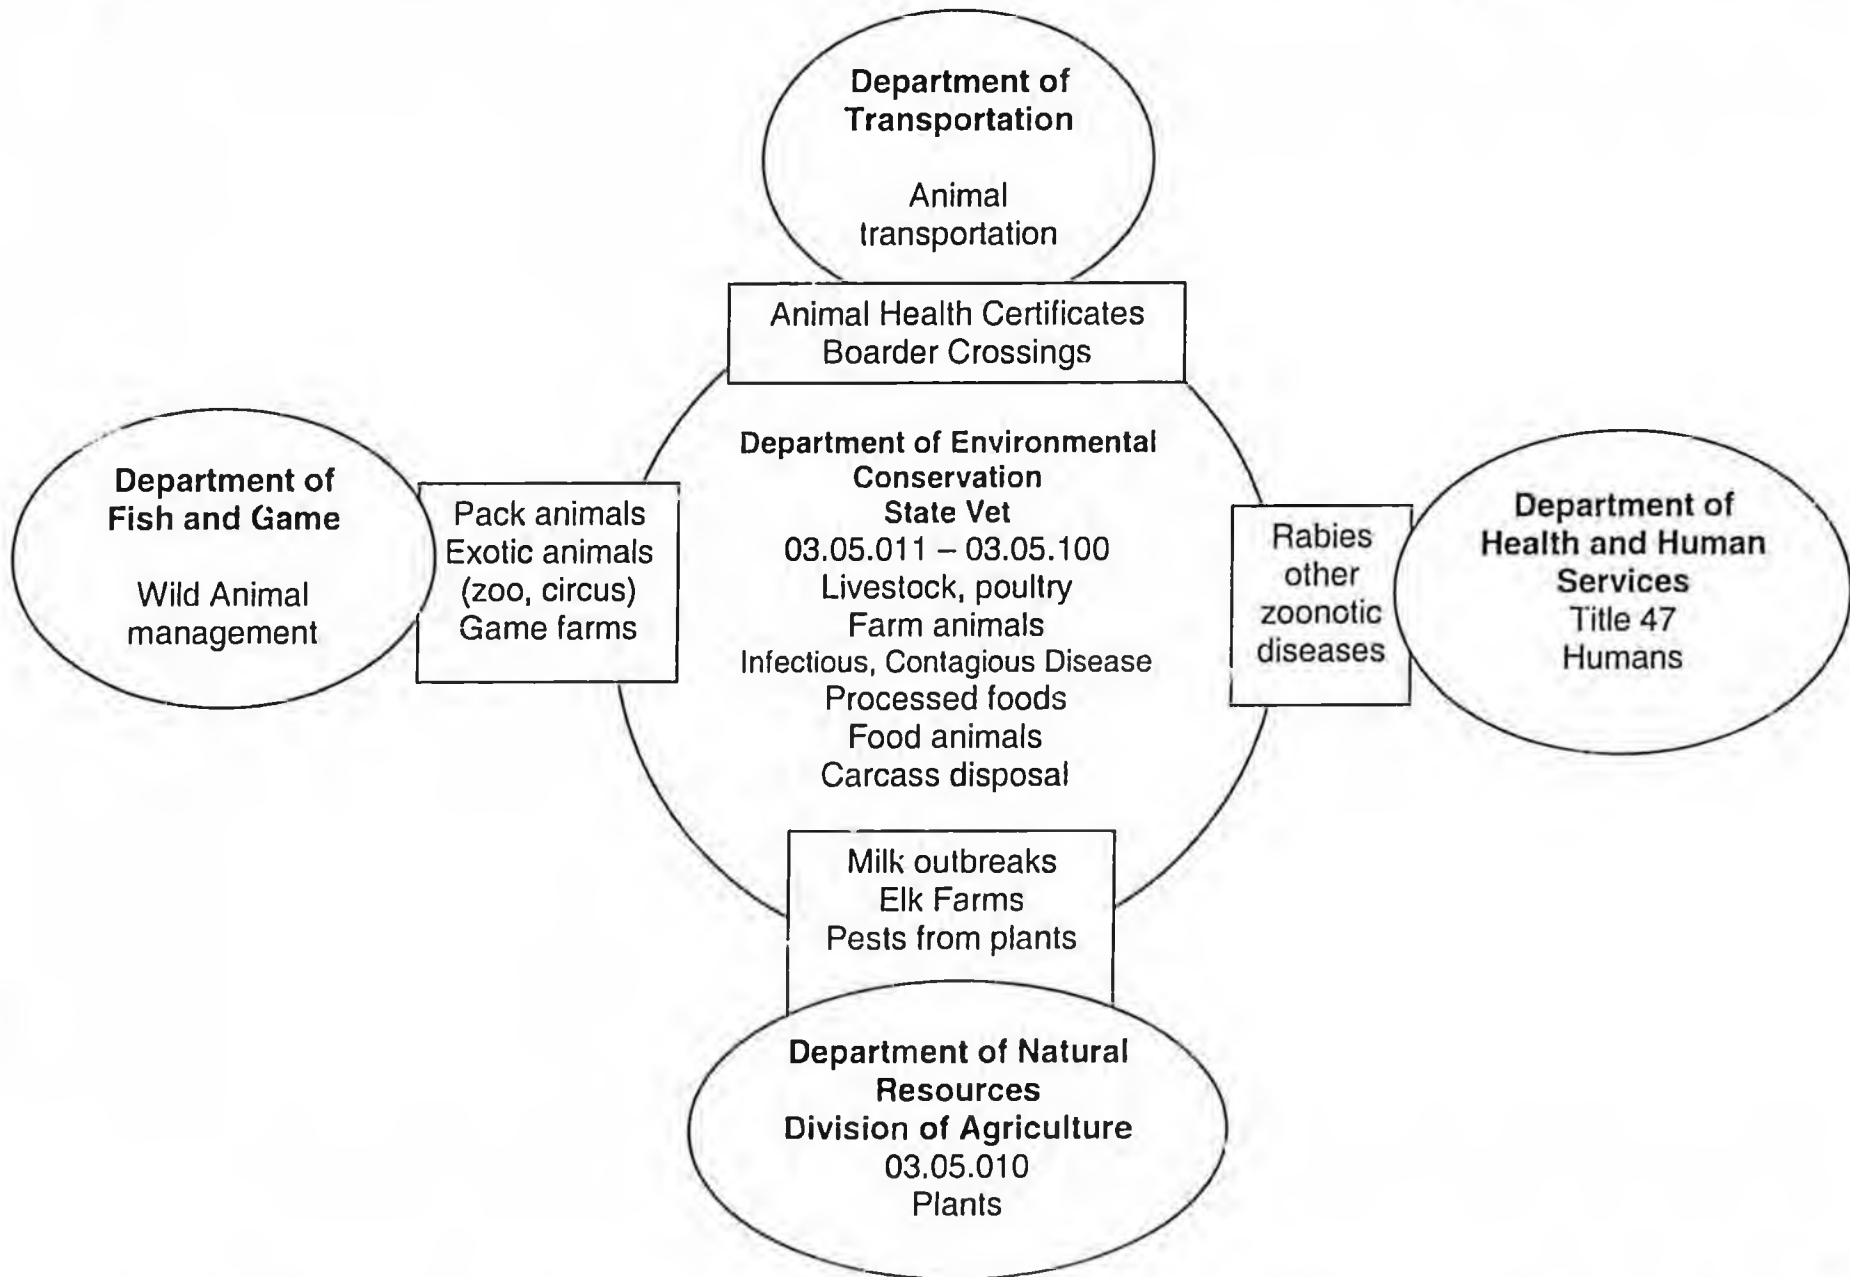 Department of
Transportation
Animal
transportation
Animal Health Certificates
Boarder Crossings
Department of
Fish and Game
Wild Animal
management
Pack animals
Exotic animals
(zoo, circus)
Game farms
Department of Environmental
Conservation
State Vet
03.05.011 – 03.05.100
Livestock, poultry
Farm animals
Infectious, Contagious Disease
Processed foods
Food animals
Carcass disposal
Rabies
other
zoonotic
diseases
Department of
Health and Human
Services
Title 47
Humans
Milk outbreaks
Elk Farms
Pests from plants
Department of Natural
Resources
Division of Agriculture
03.05.010
Plants